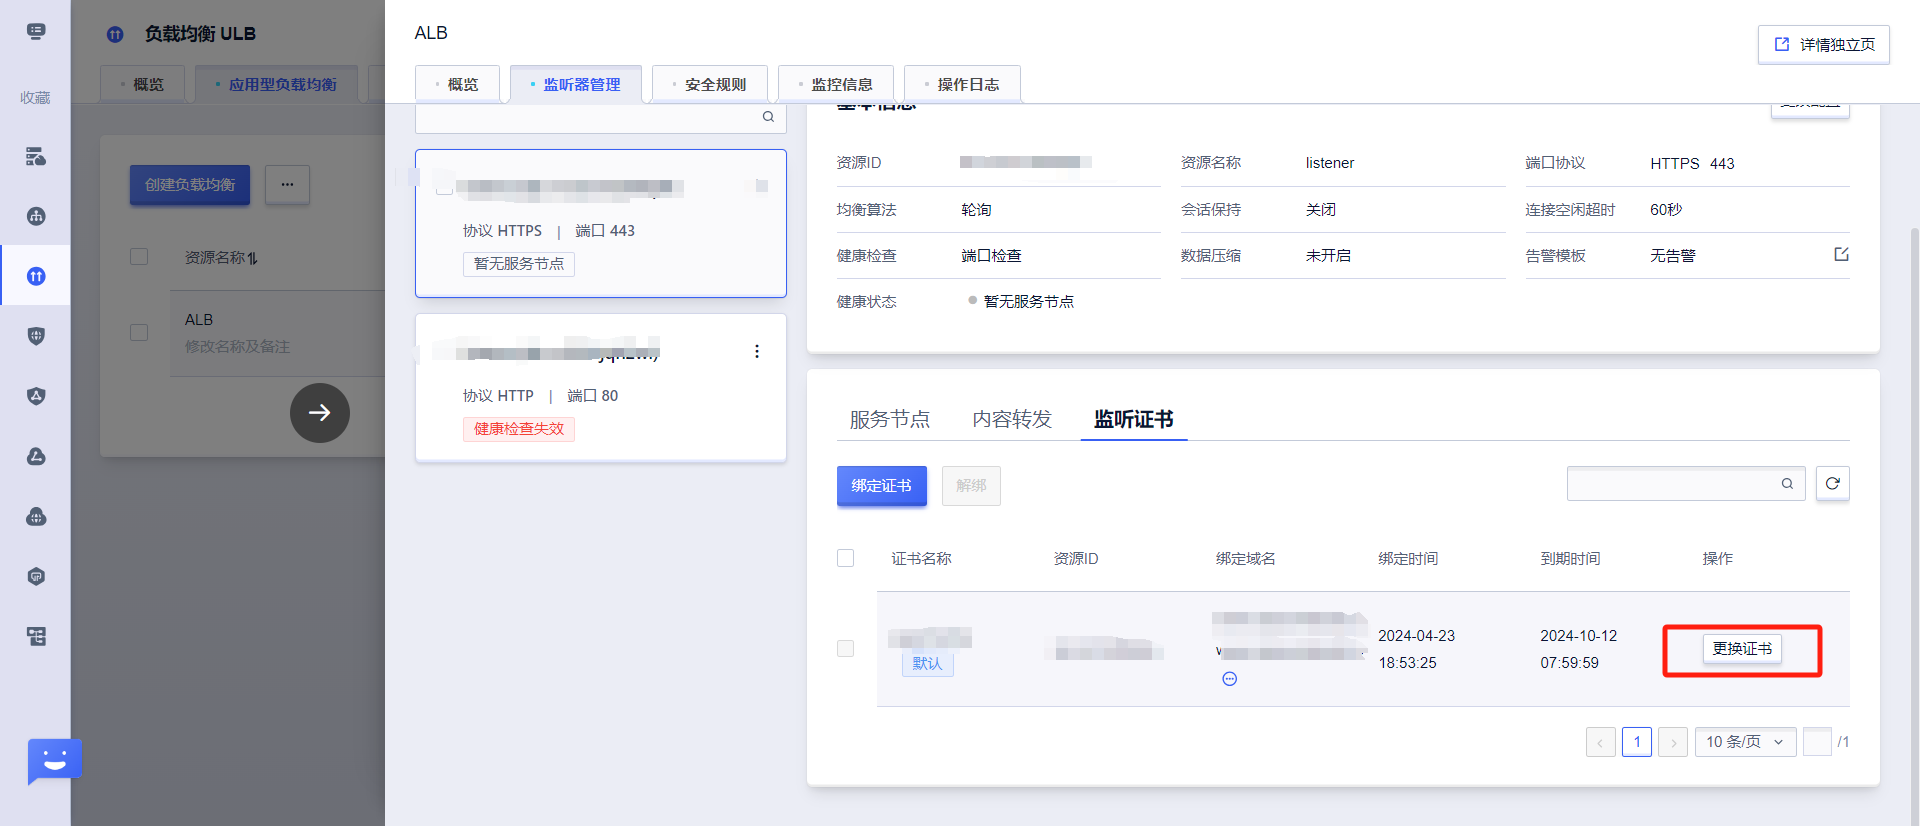 收藏
负载均衡 ULB
概览
应用型负载均衡
创建负载均衡
...
资源名称
ALB
修改名称及备注
ALB
详情独立页
概览
监听器管理
安全规则
监控信息
操作日志
协议 HTTPS | 端口 443
暂无服务节点
协议 HTTP | 端口 80
健康检查失效
基本信息
资源ID
资源名称 listener
端口协议 HTTPS 443
均衡算法 轮询
会话保持 关闭
连接空闲超时 60秒
健康检查 端口检查
数据压缩 未开启
告警模板 无告警
健康状态 暂无服务节点
服务节点 内容转发 监听证书
绑定证书 解绑
证书名称 资源ID 绑定域名 绑定时间 到期时间 操作
默认
2024-04-23
18:53:25
2024-10-12
07:59:59
更换证书
1
10 条/页
/1